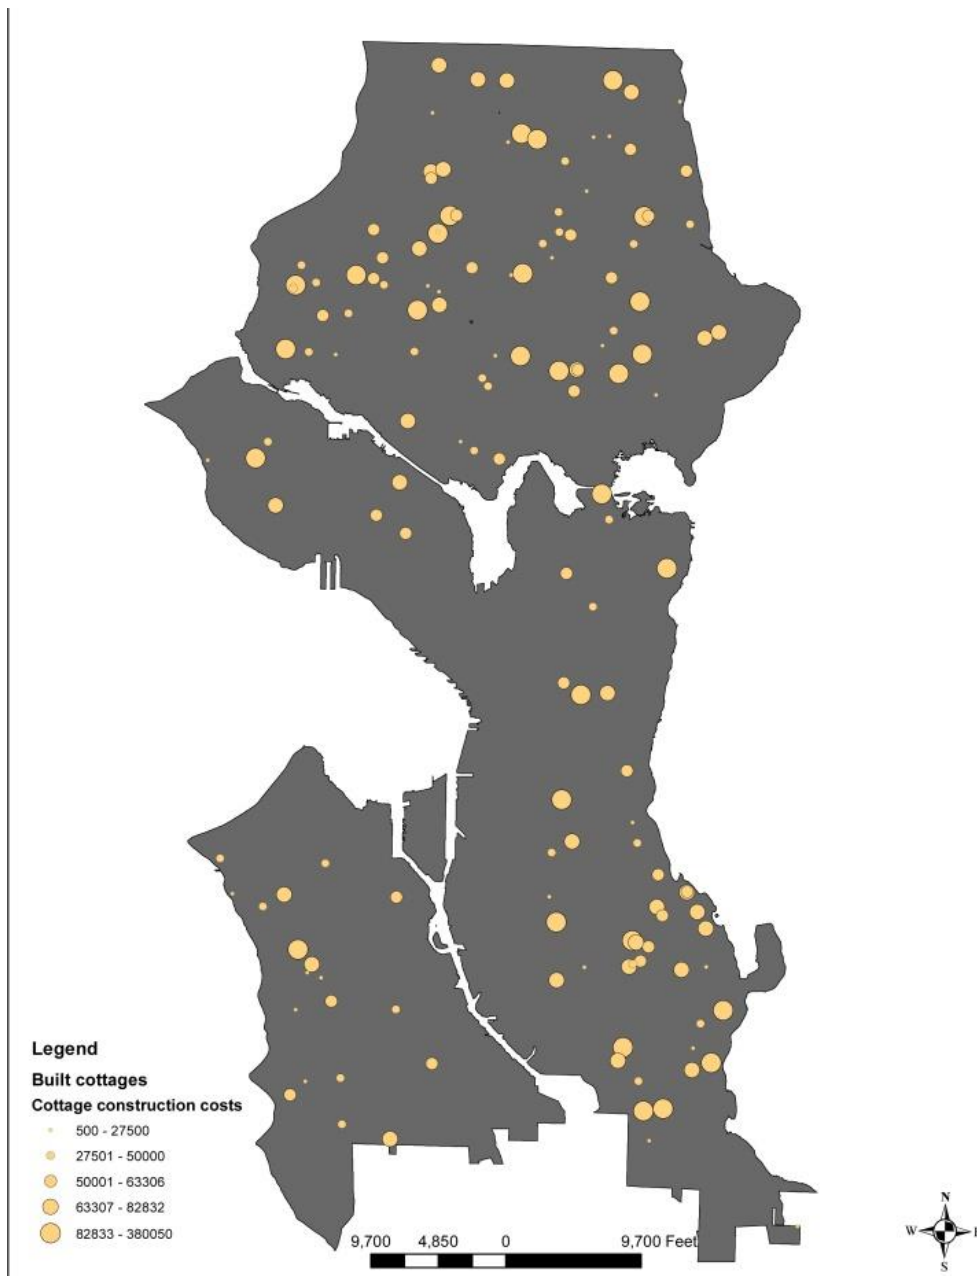 Legend
Built cottages
Cottage construction costs
500 - 27500
27501 - 50000
50001 - 63306
63307 - 82832
82833 - 380050
9,700 4,850 0 9,700 Feet
N
W
S